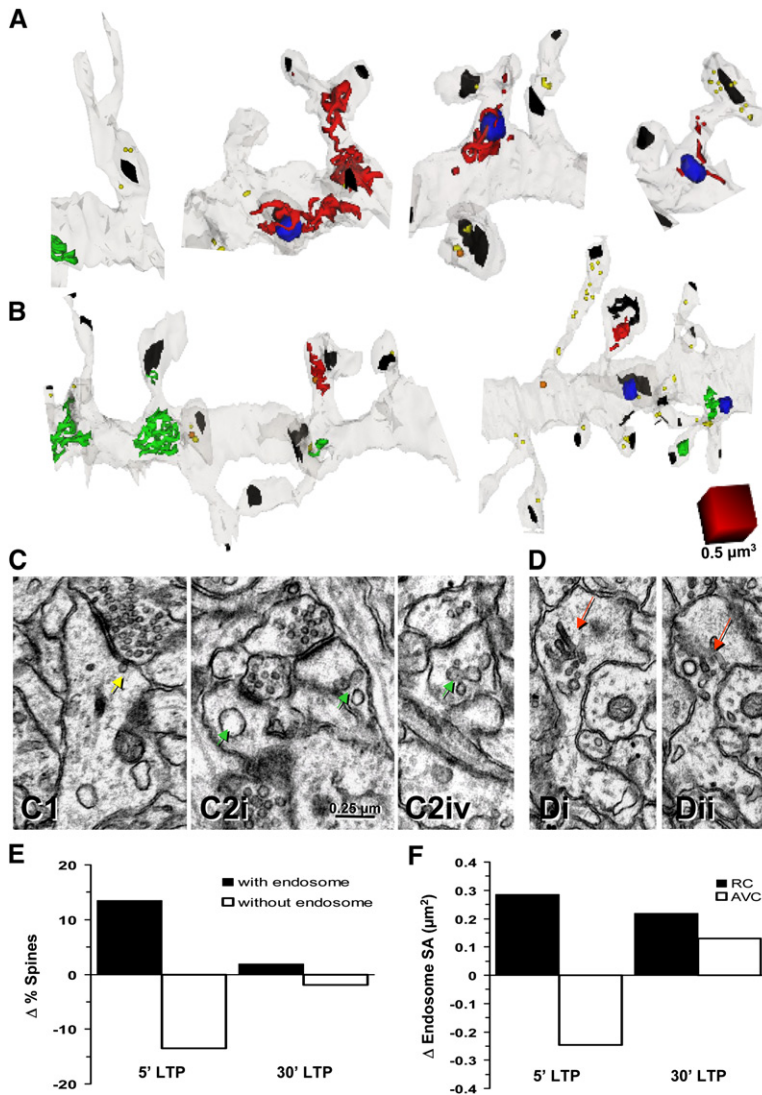 A
B
0.5 μm³
C
D
C1
C2i
0.25 μm
C2iv
Di
Dii
E
20
10
0
-10
-20
Δ % Spines
with endosome
without endosome
5' LTP
30' LTP
F
0.4
0.3
0.2
0.1
0
-0.1
-0.2
-0.3
-0.4
Δ Endosome SA (μm²)
RC
AVC
5' LTP
30' LTP